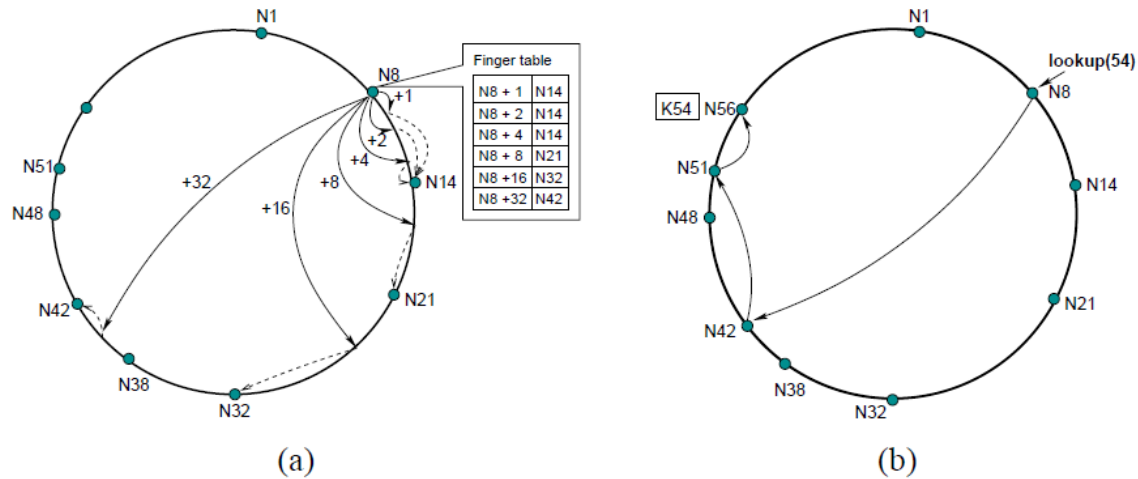 N1
N8
+1
+2
+4
+8
+16
+32
Finger table
N8 + 1 N14
N8 + 2 N14
N8 + 4 N14
N8 + 8 N21
N8 +16 N32
N8 +32 N42
N14
N21
N32
N38
N42
N48
N51
(a)
N1
lookup(54)
N8
K54 N56
N51
N14
N48
N21
N42
N38
N32
(b)